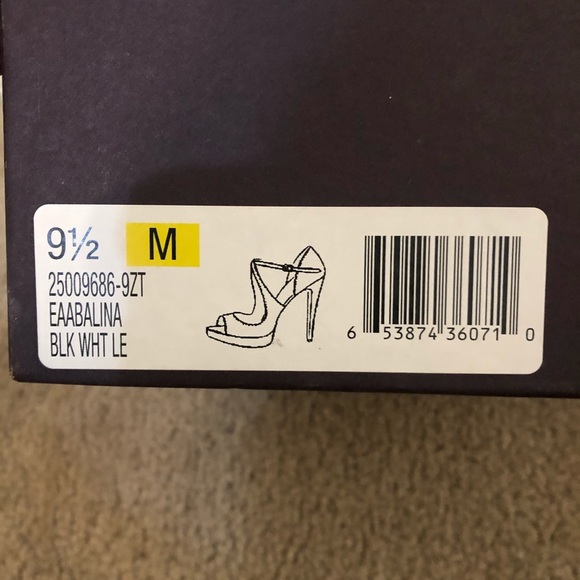 9½ M
25009686-9ZT
EAABALINA
BLK WHT LE
6 53874 36071 0